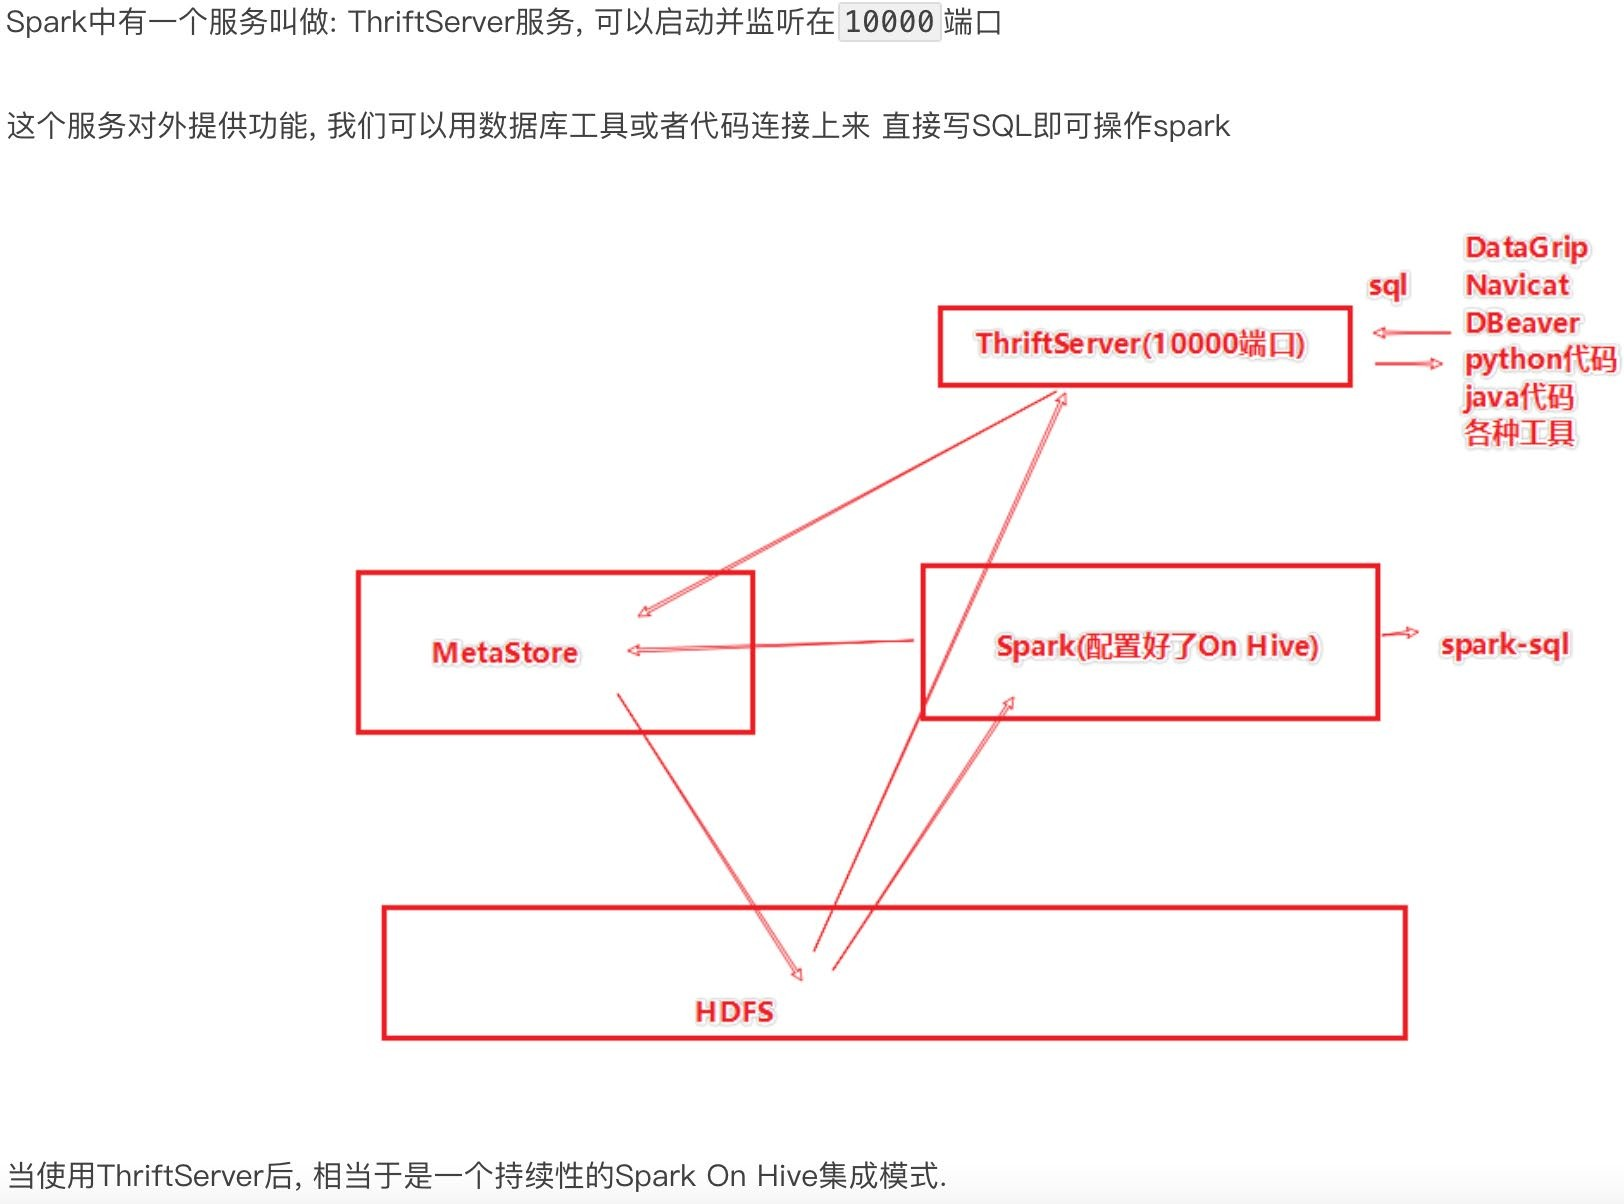 Spark中有一个服务叫做: ThriftServer服务, 可以启动并监听在10000端口
这个服务对外提供功能, 我们可以用数据库工具或者代码连接上来 直接写SQL即可操作spark
DataGrip
sql
Navicat
DBeaver
ThriftServer(10000端口)
python代码
java代码
各种工具
MetaStore
Spark(配置好了On Hive)
spark-sql
HDFS
当使用ThriftServer后, 相当于是一个持续性的Spark On Hive集成模式.